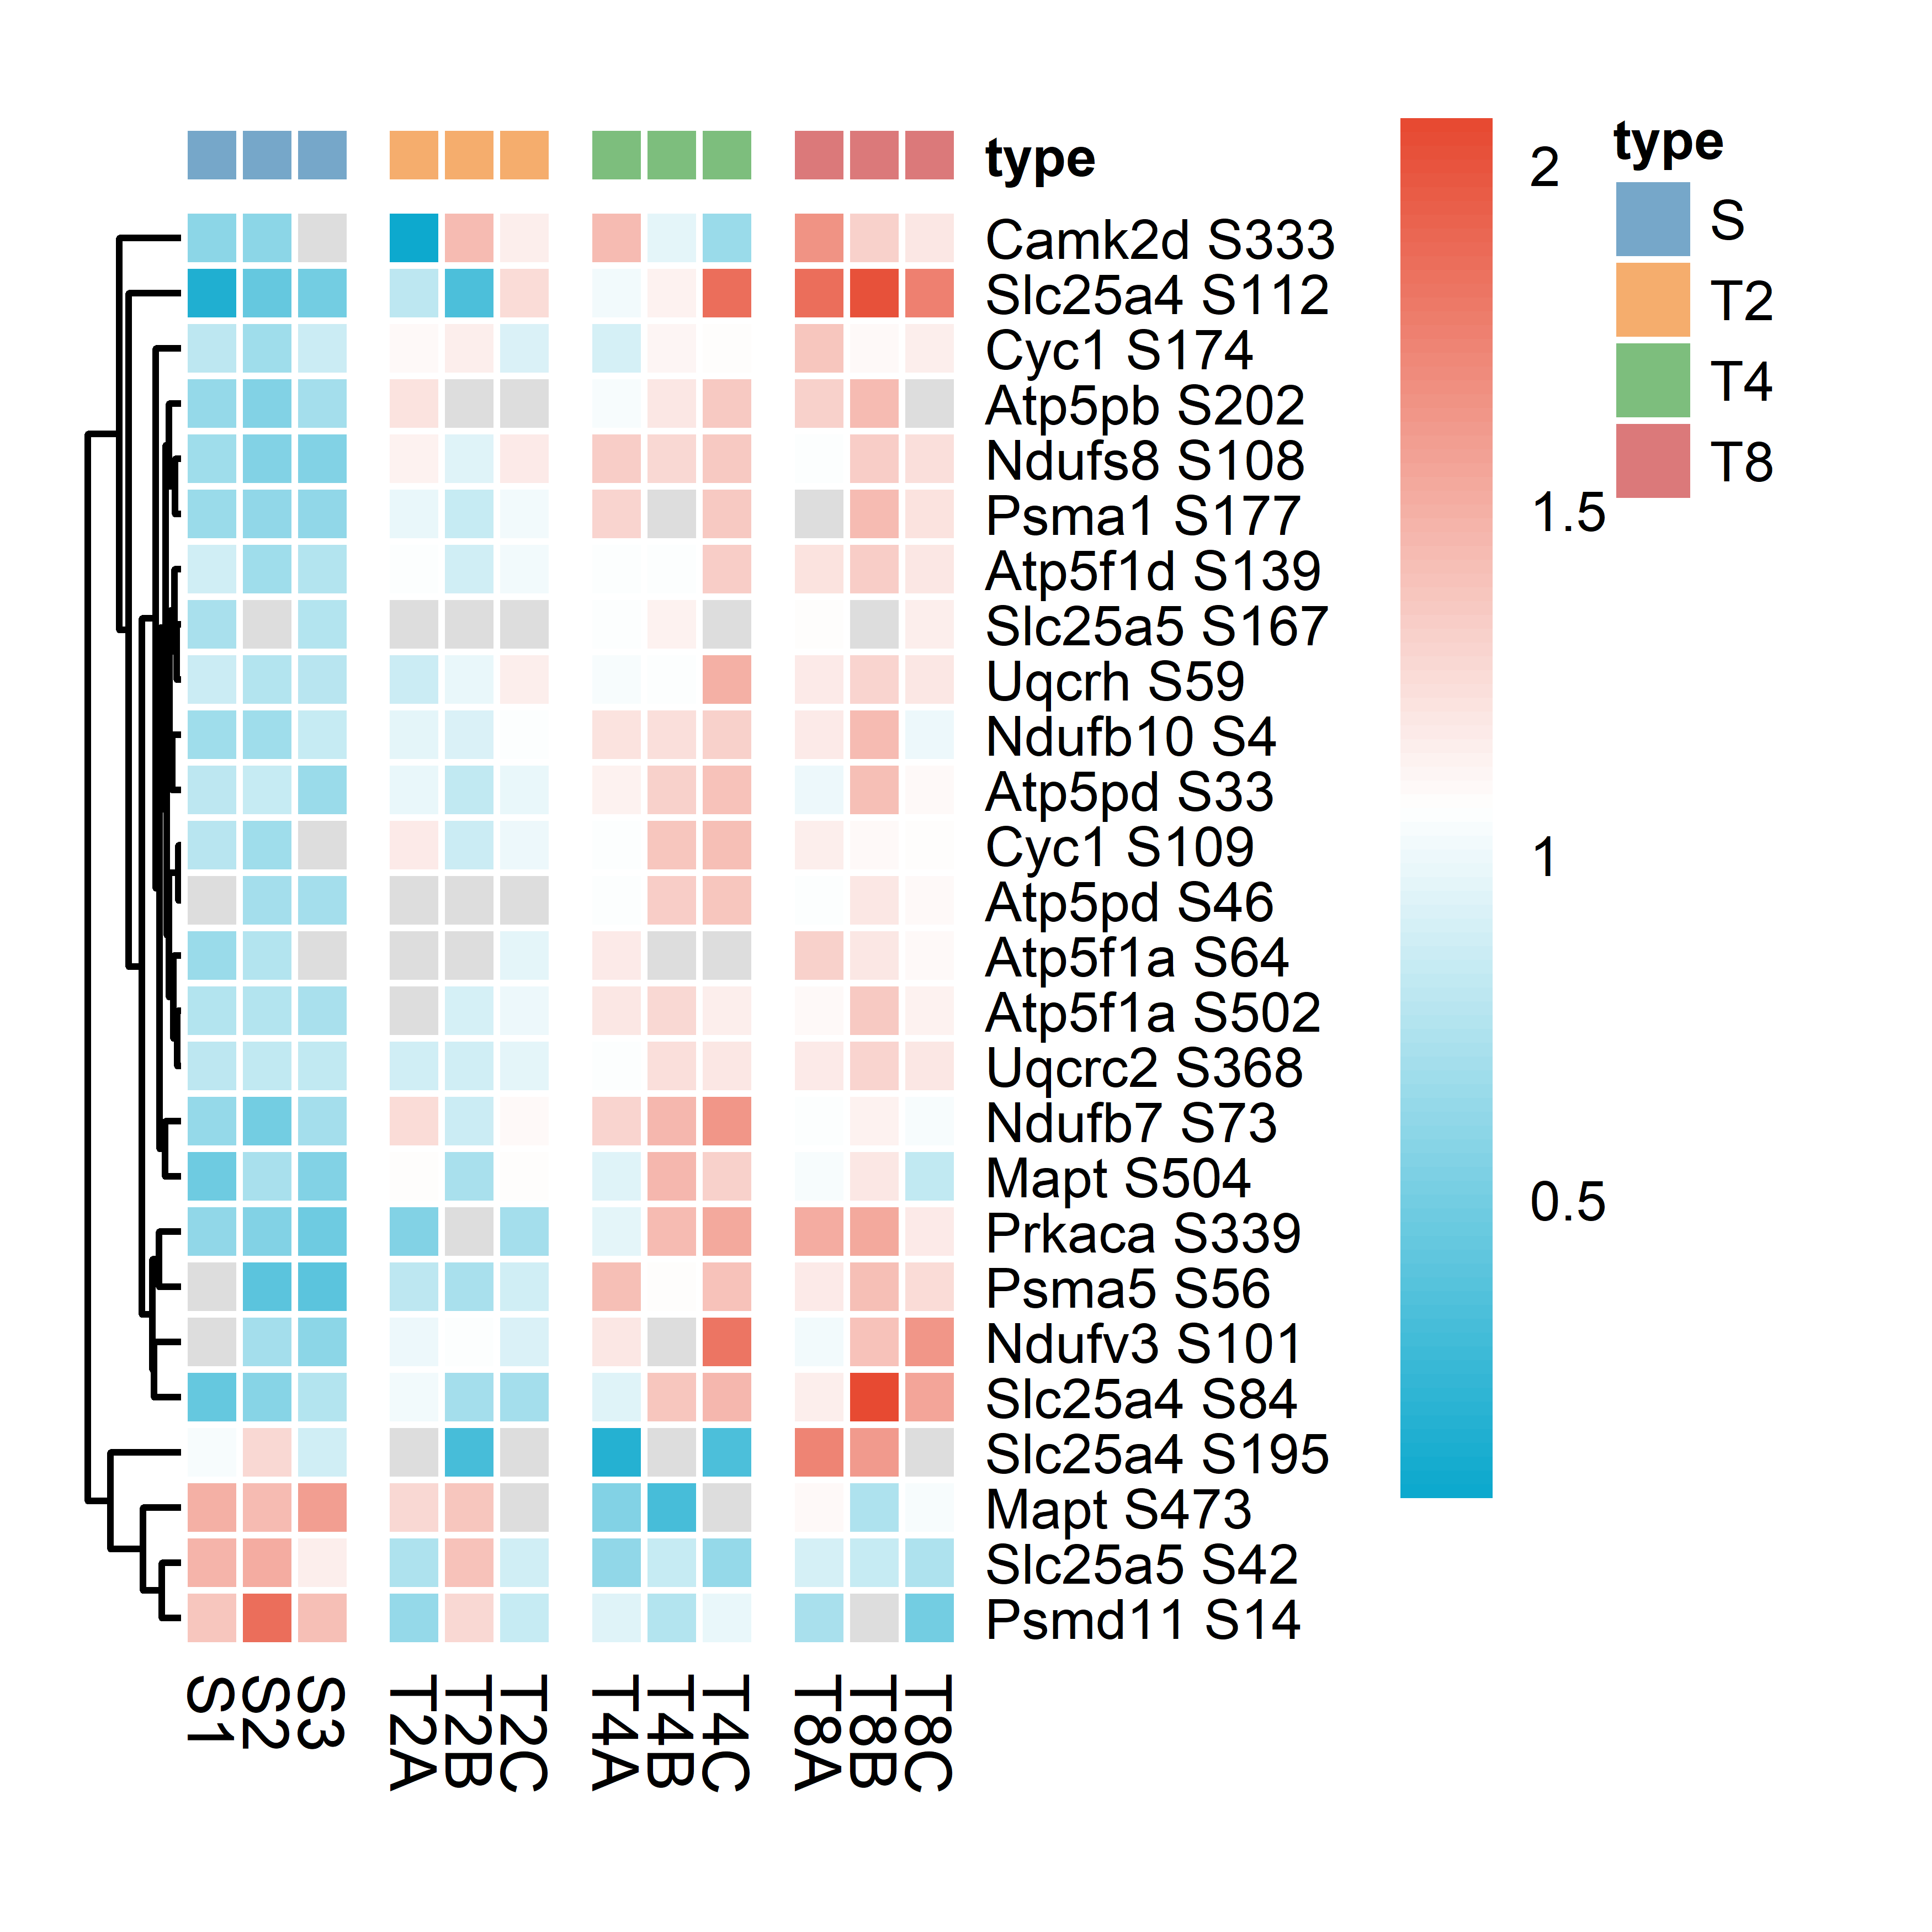 type
Camk2d S333
Slc25a4 S112
Cyc1 S174
Atp5pb S202
Ndufs8 S108
Psma1 S177
Atp5f1d S139
Slc25a5 S167
Uqcrh S59
Ndufb10 S4
Atp5pd S33
Cyc1 S109
Atp5pd S46
Atp5f1a S64
Atp5f1a S502
Uqcrc2 S368
Ndufb7 S73
Mapt S504
Prkaca S339
Psma5 S56
Ndufv3 S101
Slc25a4 S84
Slc25a4 S195
Mapt S473
Slc25a5 S42
Psmd11 S14
S1
S2
S3
T2A
T2B
T2C
T4A
T4B
T4C
T8A
T8B
T8C
2
1.5
1
0.5
type
S
T2
T4
T8